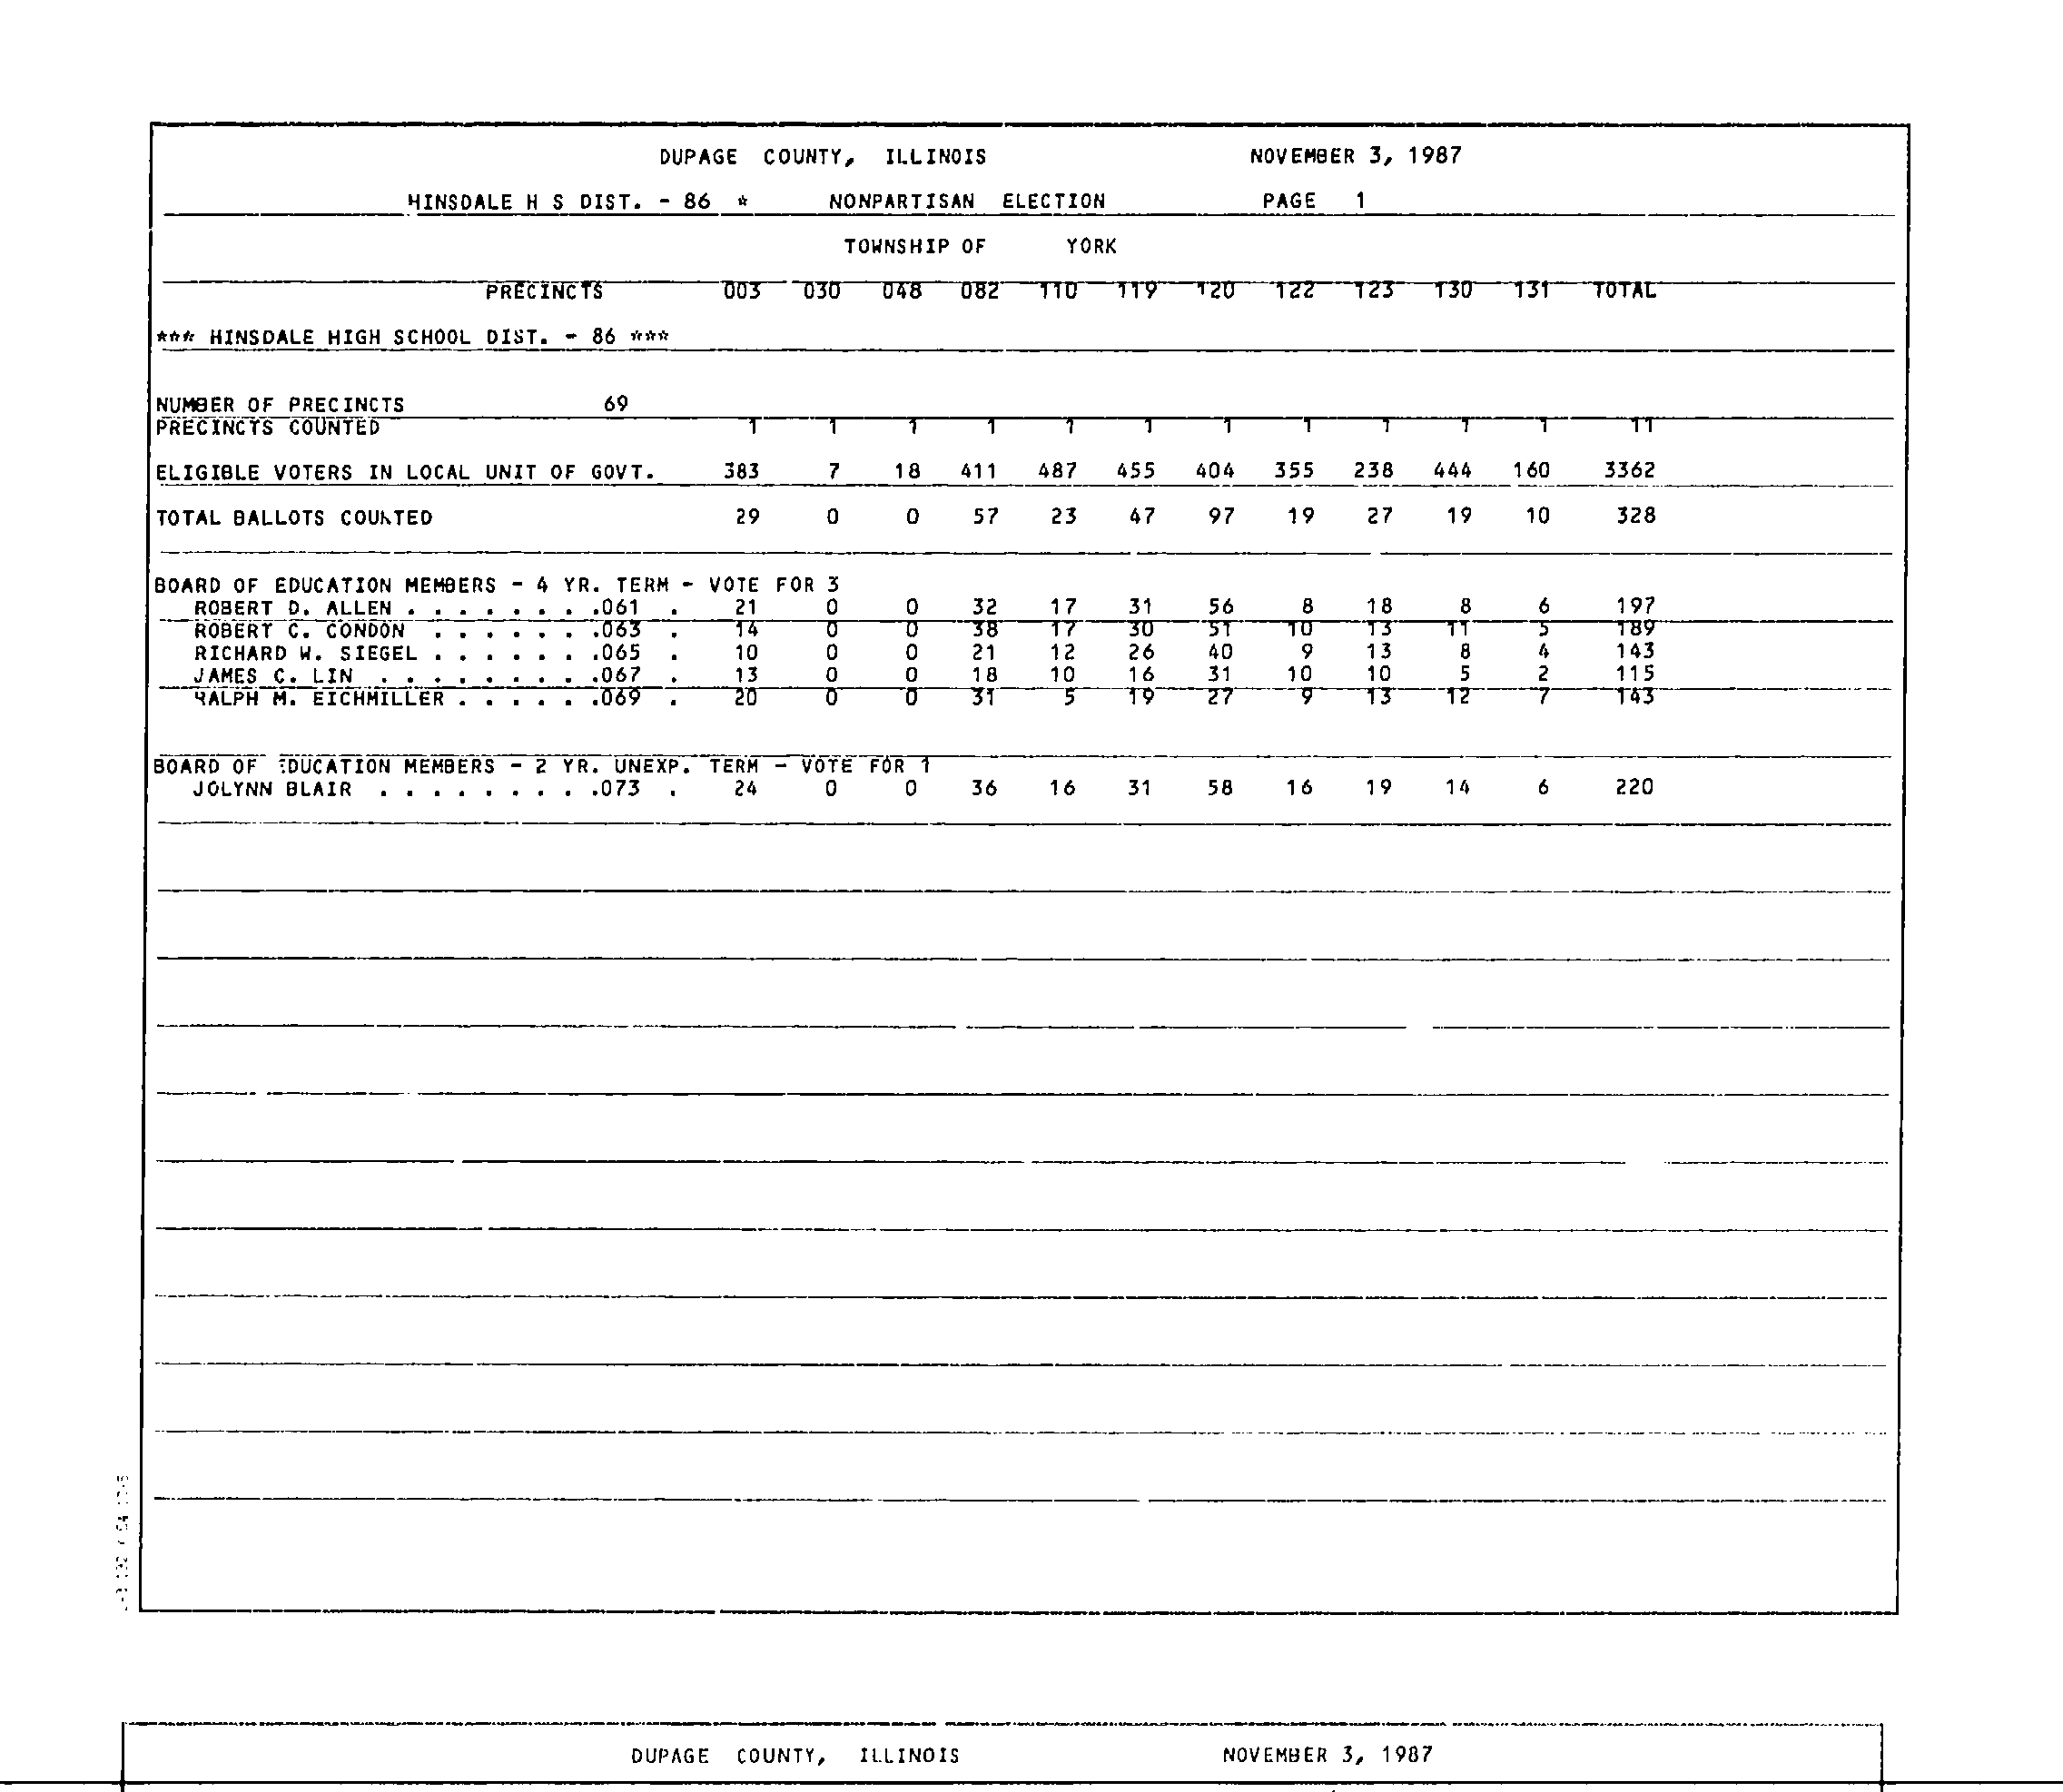 DUPAGE COUNTY, ILLINOIS NOVEMBER 3, 1987
HINSDALE H S DIST. - 86 * NONPARTISAN ELECTION PAGE 1
TOWNSHIP OF YORK
PRECINCTS 003 030 048 082 110 119 120 122 123 130 131 TOTAL
*** HINSDALE HIGH SCHOOL DIST. - 86 ***
NUMBER OF PRECINCTS 69
PRECINCTS COUNTED 1 1 1 1 1 1 1 1 1 1 1 11
ELIGIBLE VOTERS IN LOCAL UNIT OF GOVT. 383 7 18 411 487 455 404 355 238 444 160 3362
TOTAL BALLOTS COUNTED 29 0 0 57 23 47 97 19 27 19 10 328
BOARD OF EDUCATION MEMBERS - 4 YR. TERM - VOTE FOR 3
ROBERT D. ALLEN . . . . . . . .061 . 21 0 0 32 17 31 56 8 18 8 6 197
ROBERT C. CONDON . . . . . . .063 . 14 0 0 38 17 30 51 10 13 11 5 189
RICHARD W. SIEGEL . . . . . . .065 . 10 0 0 21 12 26 40 9 13 8 4 143
JAMES C. LIN . . . . . . . . .067 . 13 0 0 18 10 16 31 10 10 5 2 115
RALPH M. EICHMILLER . . . . . .069 . 20 0 0 31 5 19 27 9 13 12 7 143
BOARD OF EDUCATION MEMBERS - 2 YR. UNEXP. TERM - VOTE FOR 1
JOLYNN BLAIR . . . . . . . . .073 . 24 0 0 36 16 31 58 16 19 14 6 220
DUPAGE COUNTY, ILLINOIS NOVEMBER 3, 1987